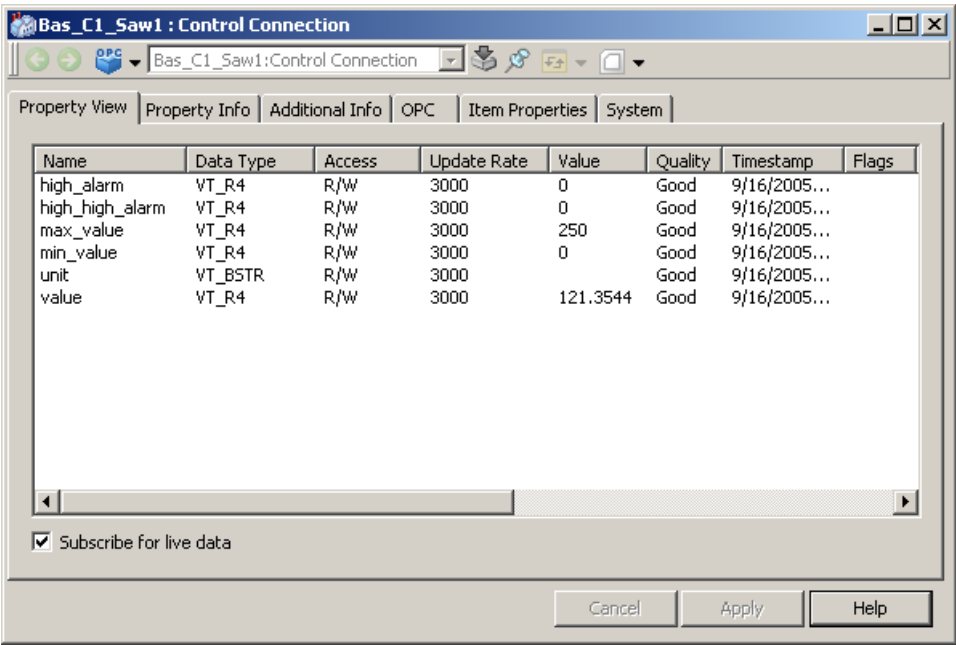 Bas_C1_Saw1 : Control Connection
OPC Bas_C1_Saw1:Control Connection
Property View Property Info Additional Info OPC Item Properties System
Name Data Type Access Update Rate Value Quality Timestamp Flags
high_alarm VT_R4 R/W 3000 0 Good 9/16/2005...
high_high_alarm VT_R4 R/W 3000 0 Good 9/16/2005...
max_value VT_R4 R/W 3000 250 Good 9/16/2005...
min_value VT_R4 R/W 3000 0 Good 9/16/2005...
unit VT_BSTR R/W 3000 Good 9/16/2005...
value VT_R4 R/W 3000 121.3544 Good 9/16/2005...
Subscribe for live data
Cancel Apply Help